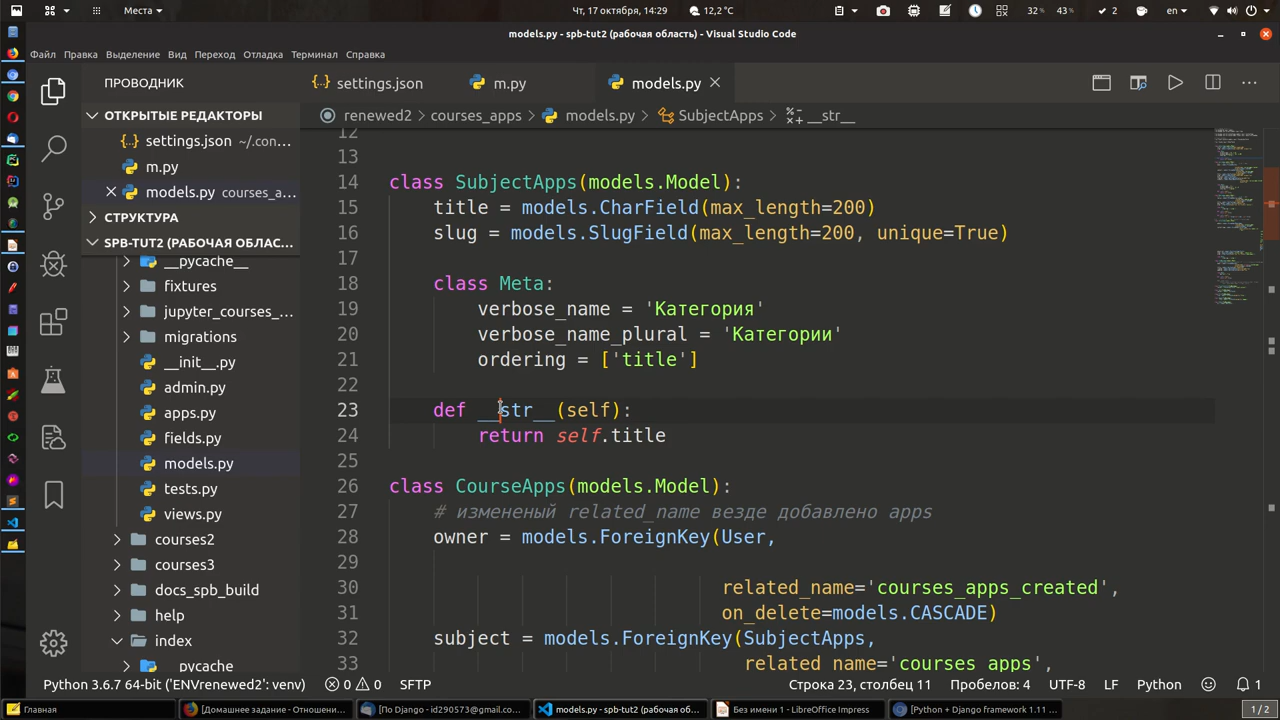 Места
Чт, 17 октября, 14:29
12,2 °C
32 %
43 %
2
en
models.py - spb-tut2 (рабочая область) - Visual Studio Code
Файл Правка Выделение Вид Переход Отладка Терминал Справка
ПРОВОДНИК
settings.json
m.py
models.py
ОТКРЫТЫЕ РЕДАКТОРЫ
settings.json ~/.con...
m.py
models.py courses_a...
СТРУКТУРА
SPB-TUT2 (РАБОЧАЯ ОБЛАС...
__pycache__
fixtures
jupyter_courses_...
migrations
__init__.py
admin.py
apps.py
fields.py
models.py
tests.py
views.py
courses2
courses3
docs_spb_build
help
index
pycache
renewed2 > courses_apps > models.py > SubjectApps > __str__
12
13
14 class SubjectApps(models.Model):
15 title = models.CharField(max_length=200)
16 slug = models.SlugField(max_length=200, unique=True)
17
18 class Meta:
19 verbose_name = 'Категория'
20 verbose_name_plural = 'Категории'
21 ordering = ['title']
22
23 def __str__(self):
24 return self.title
25
26 class CourseApps(models.Model):
27 # измененый related_name везде добавлено apps
28 owner = models.ForeignKey(User,
29
30 related_name='courses_apps_created',
31 on_delete=models.CASCADE)
32 subject = models.ForeignKey(SubjectApps,
33 related_name='courses_apps',
Python 3.6.7 64-bit ('ENVrenewed2': venv)
0
0
SFTP
Строка 23, столбец 11
Пробелов: 4
UTF-8
LF
Python
1
Главная
[Домашнее задание - Отношени...
[По Django - id290573@gmail.co...
models.py - spb-tut2 (рабочая об...
Без имени 1 - LibreOffice Impress
[Python + Django framework 1.11 ...
1/2